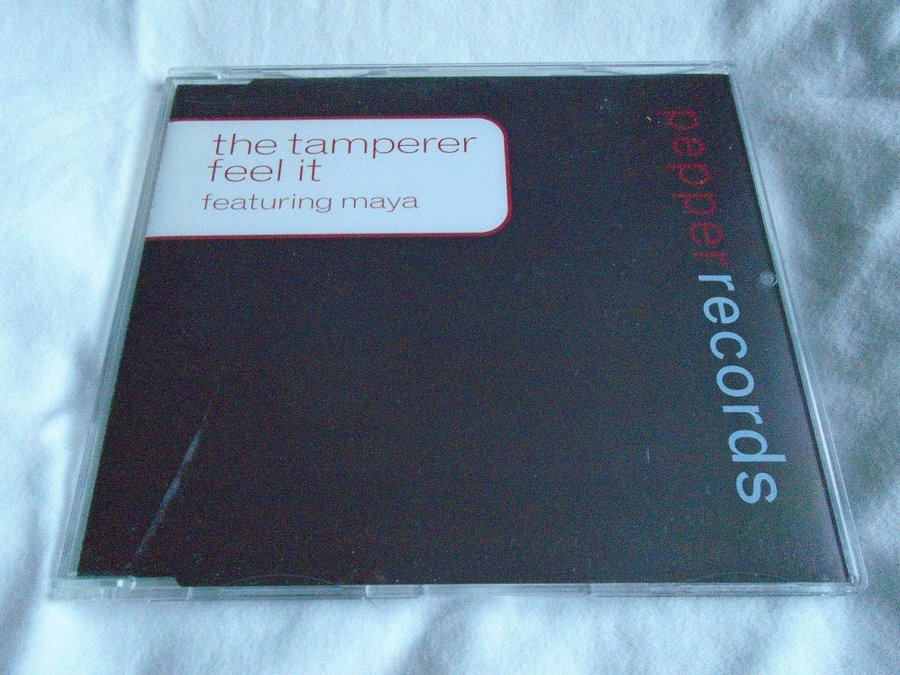 the tamperer
feel it
featuring maya
pepperrecords